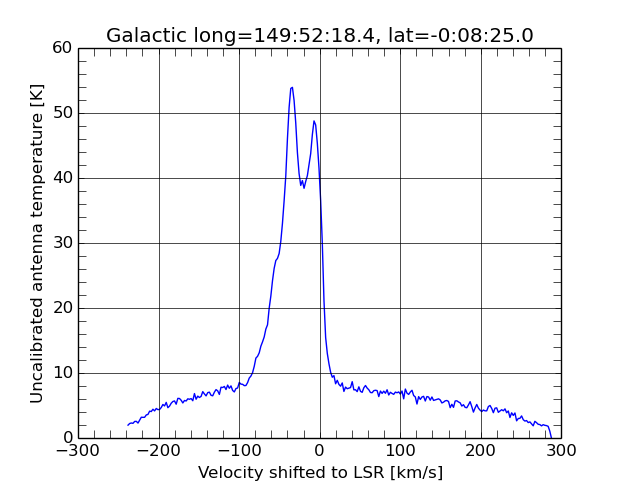 Galactic long=149:52:18.4, lat=-0:08:25.0
60
50
40
30
20
10
0
Uncalibrated antenna temperature [K]
−300 −200 −100 0 100 200 300
Velocity shifted to LSR [km/s]